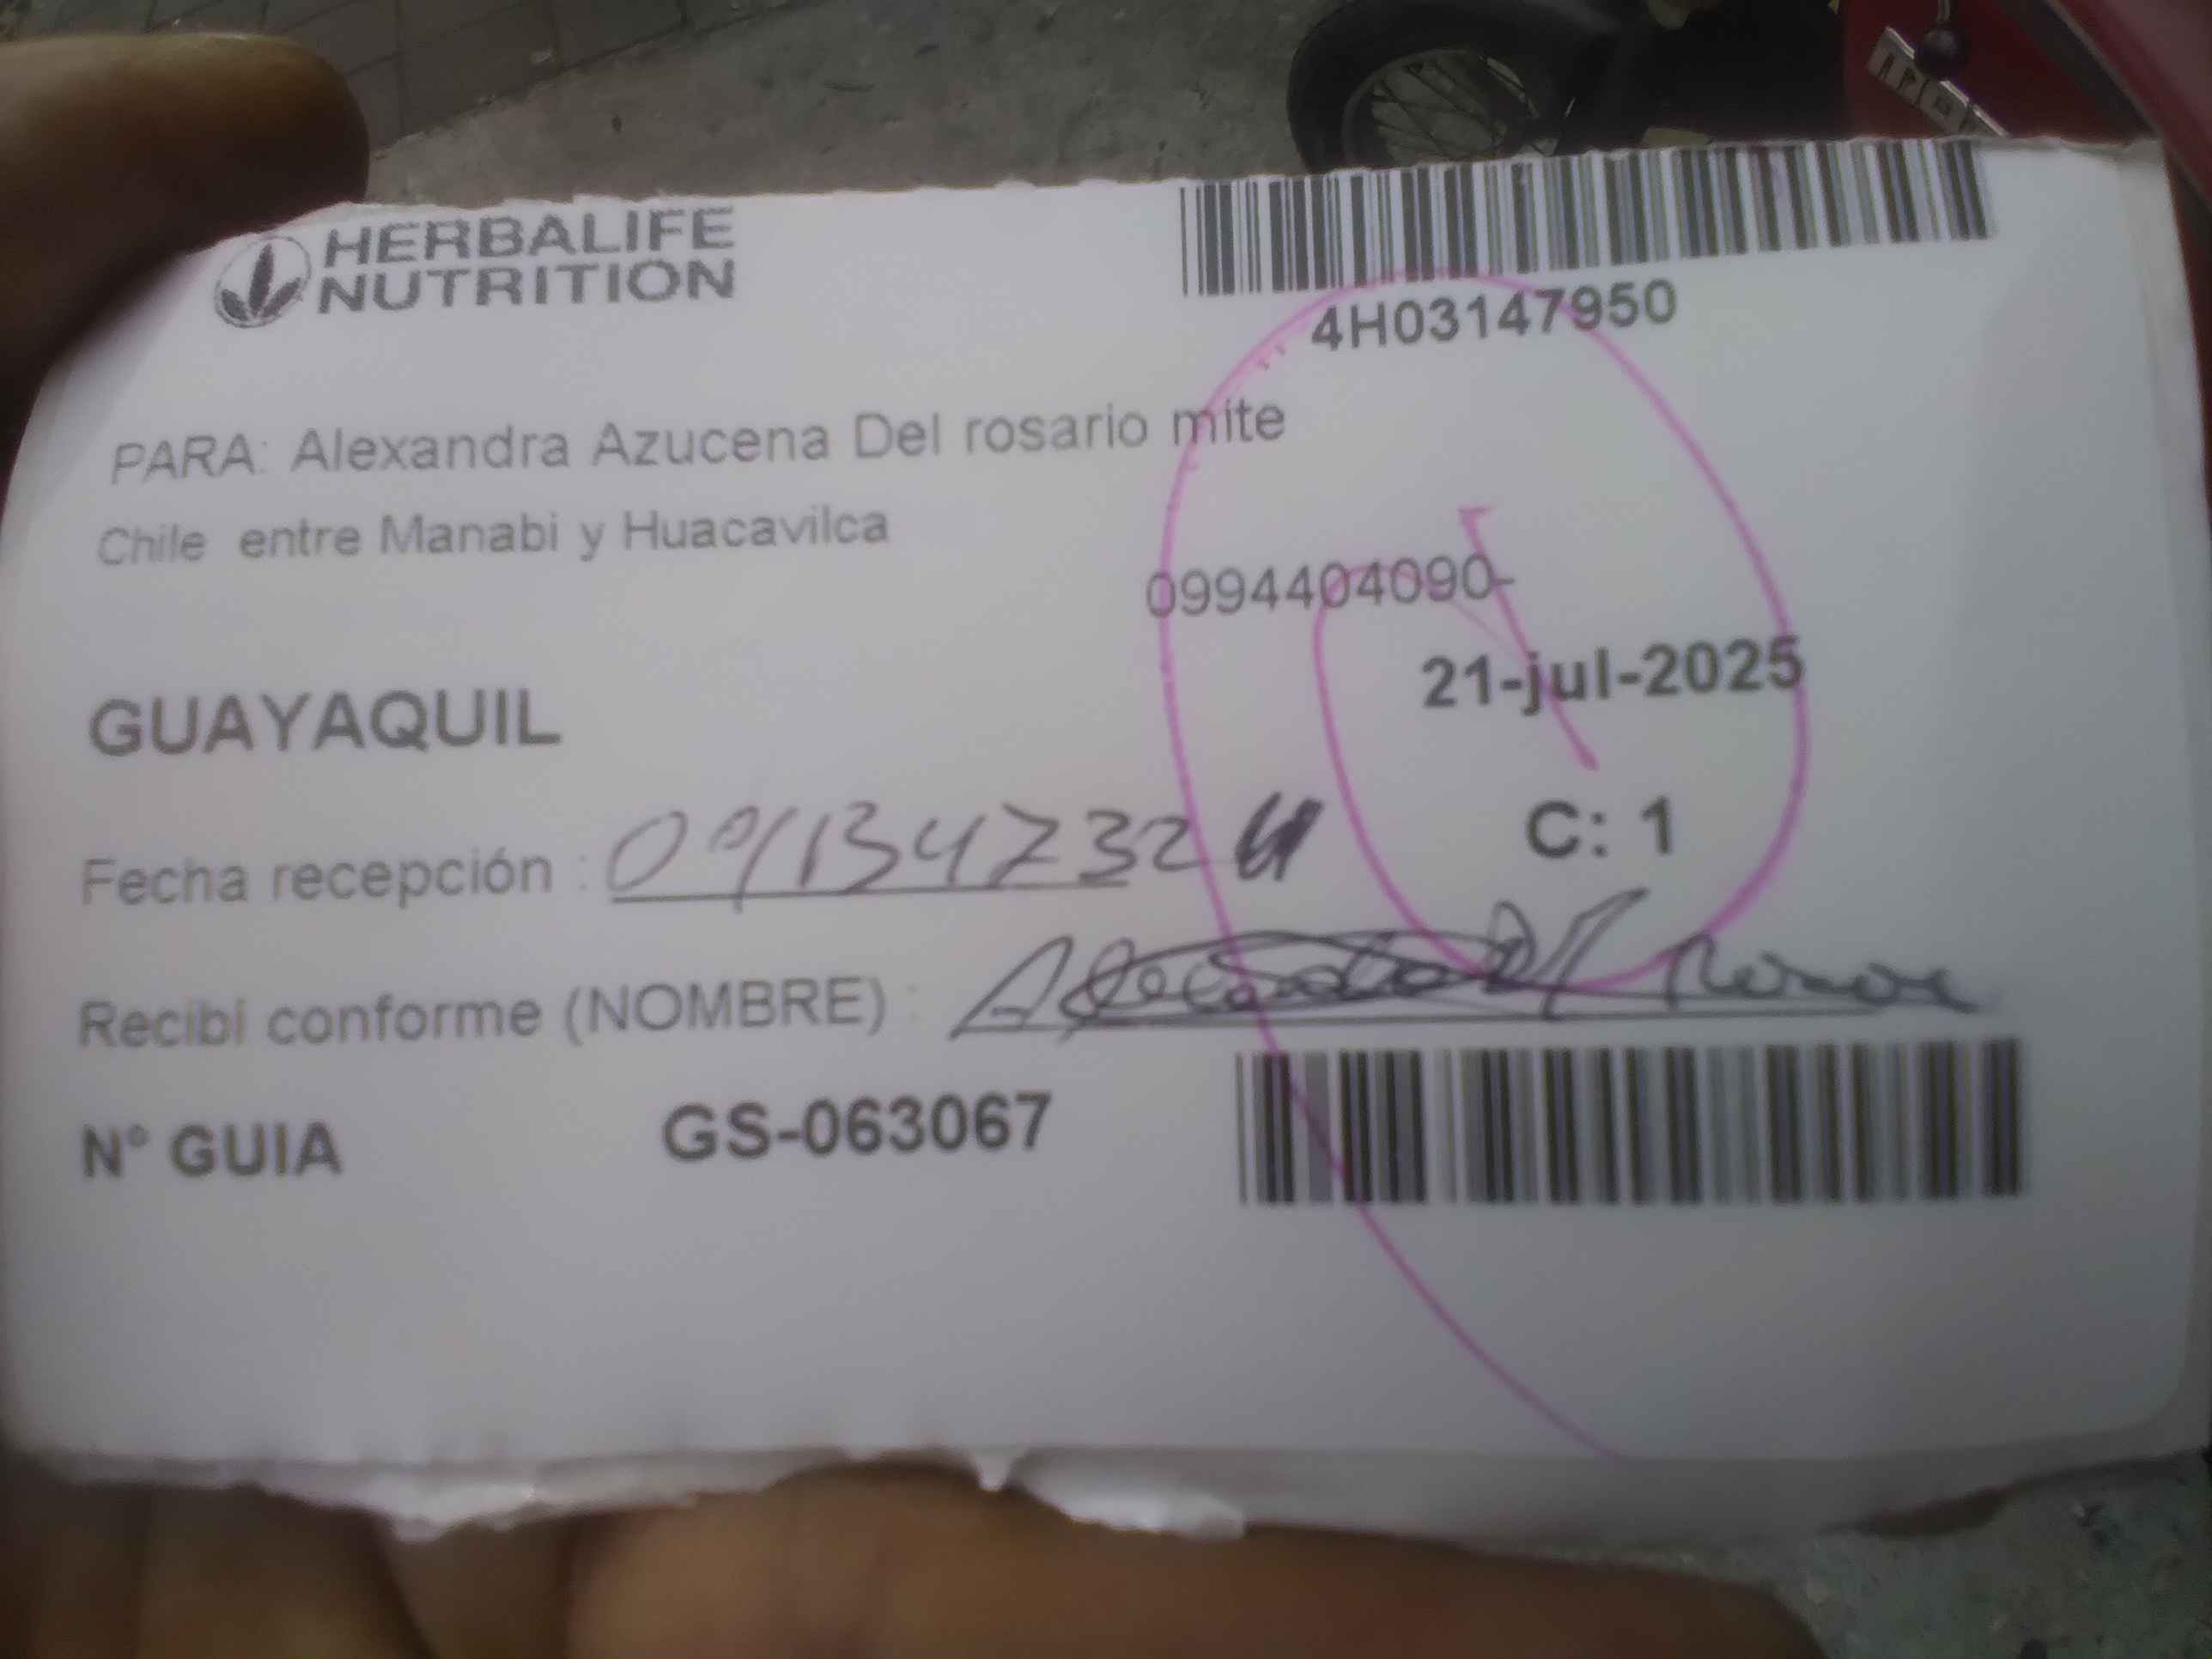 HERBALIFE
NUTRITION
4H03147950
PARA: Alexandra Azucena Del rosario mite
Chile entre Manabi y Huacavilca
0994404090-
21-jul-2025
GUAYAQUIL
C: 1
Fecha recepción :
Recibí conforme (NOMBRE) :
N° GUIA GS-063067